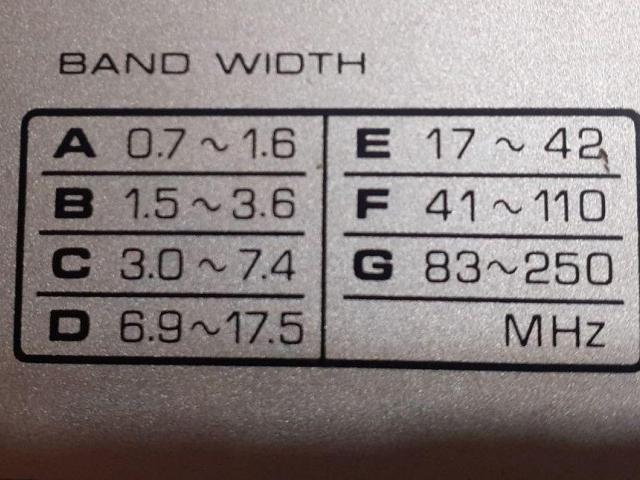 BAND WIDTH
A 0.7~1.6
B 1.5~3.6
C 3.0~7.4
D 6.9~17.5
E 17~42
F 41~110
G 83~250
MHz